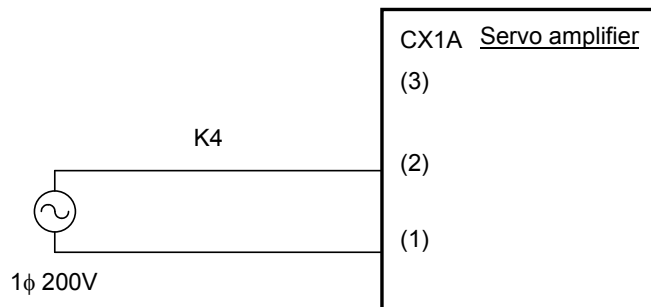 CX1A Servo amplifier
(3)
K4
(2)
(1)
1ϕ 200V